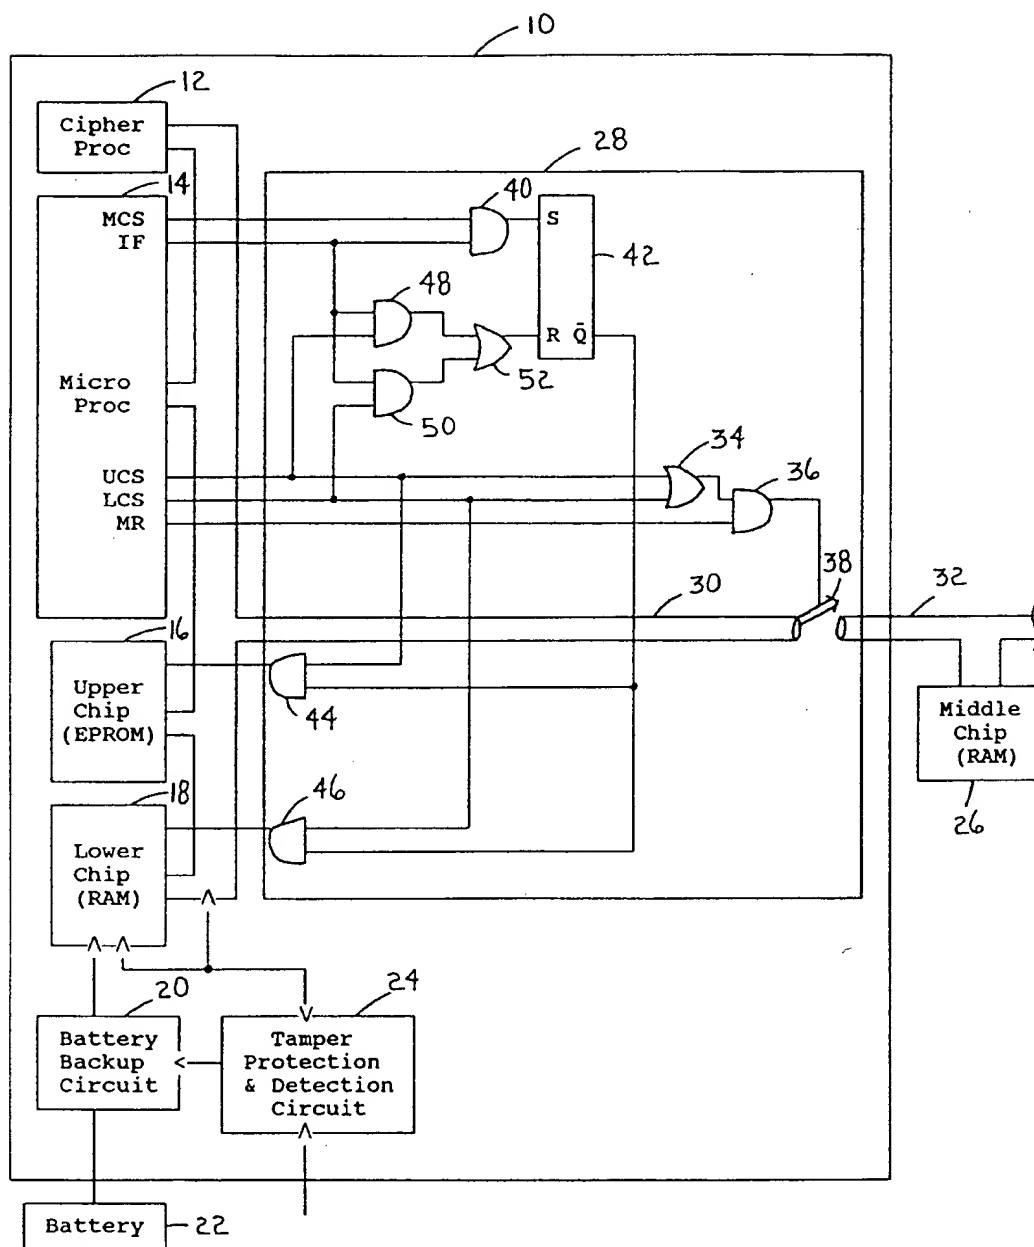 10
12
Cipher
Proc
28
14
40
MCS
IF
S
42
48
R Q̄
52
Micro
Proc
50
34
36
UCS
LCS
MR
38
30
32
16
Upper
Chip
(EPROM)
44
Middle
Chip
(RAM)
26
18
46
Lower
Chip
(RAM)
20
24
Battery
Backup
Circuit
Tamper
Protection
& Detection
Circuit
Battery
22